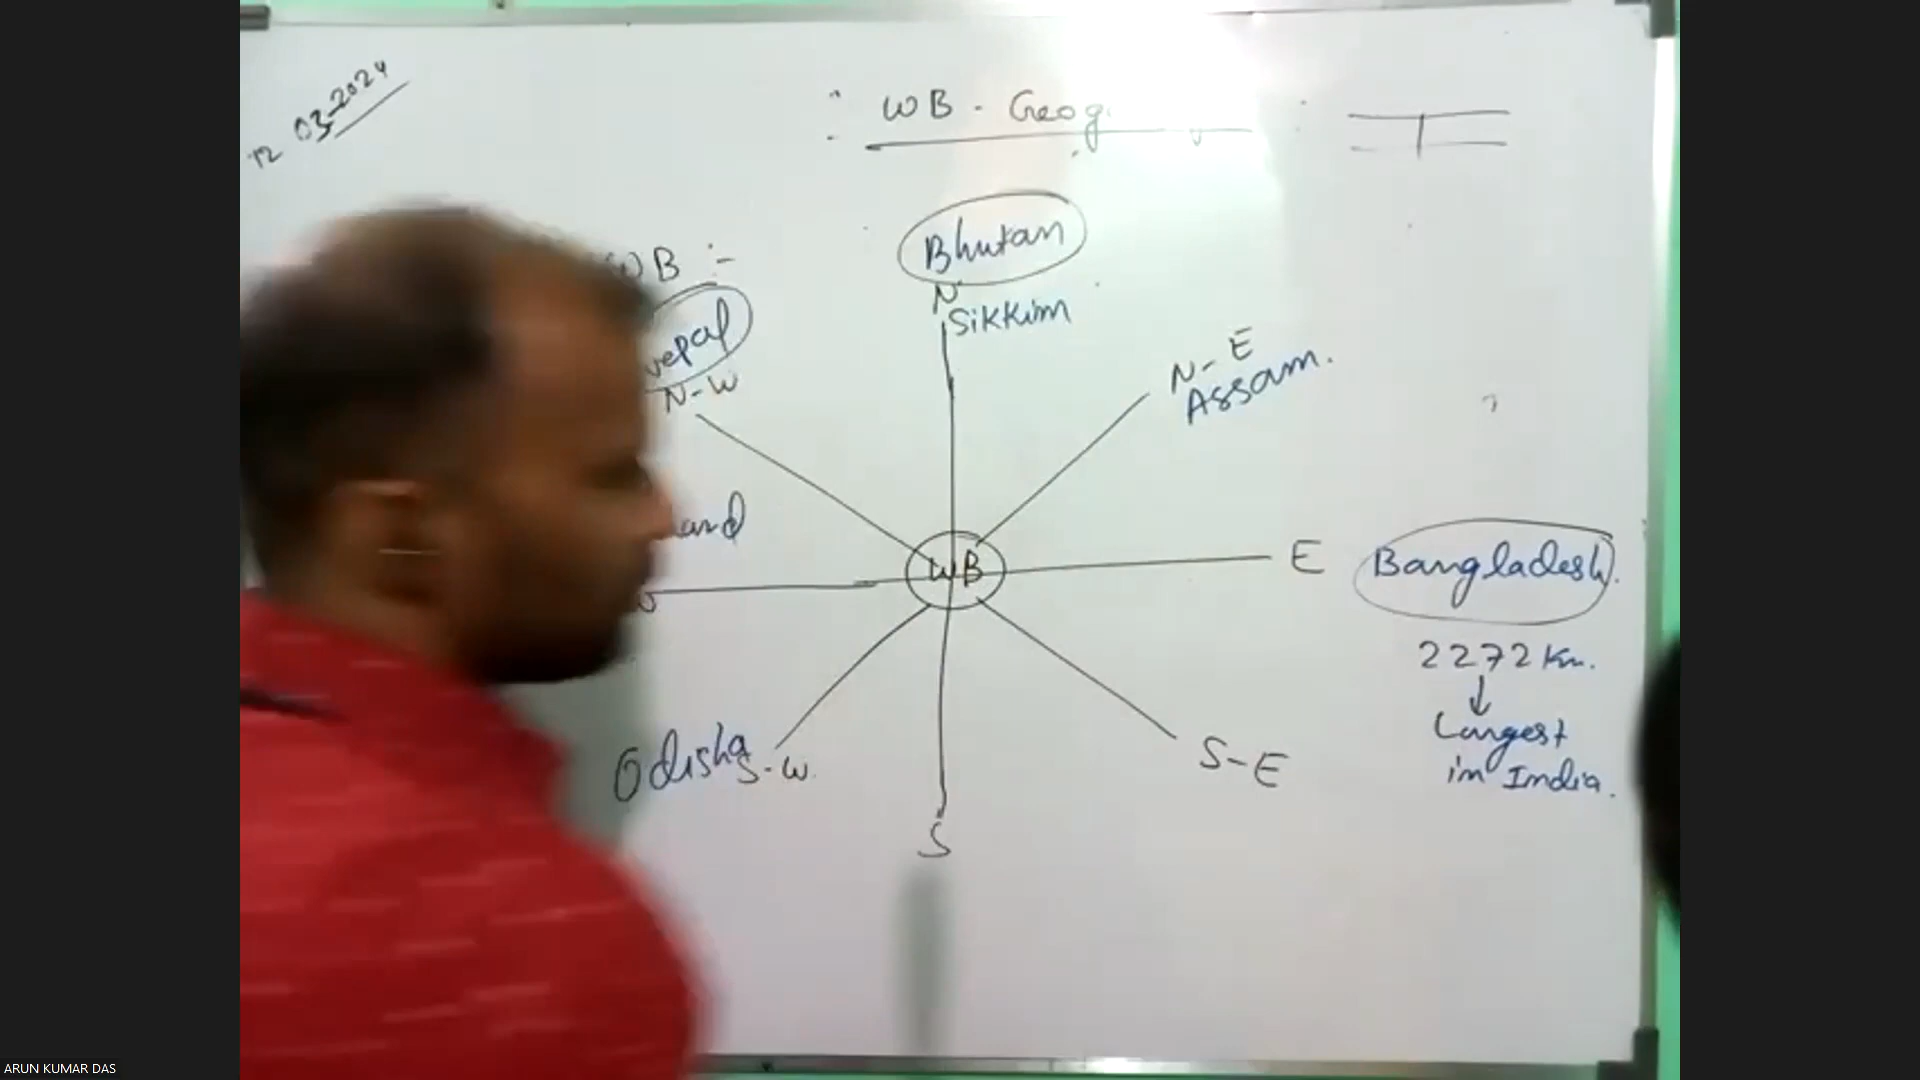 12 03-2024
WB - Geog
WB :-
Bhutan
N
Sikkim
N-W
N-E
Assam.
WB
E
Bangladesh.
2272 Km.
Largest
in India.
Odisha
S-W
S-E
S
ARUN KUMAR DAS